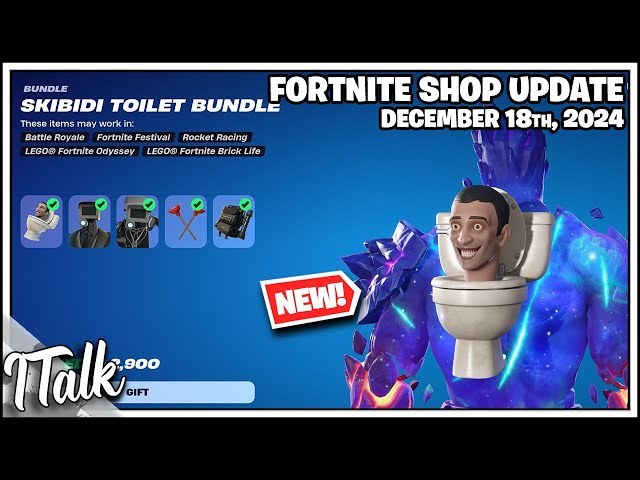 FORTNITE SHOP UPDATE
DECEMBER 18TH, 2024
BUNDLE
SKIBIDI TOILET BUNDLE
These items may work in:
Battle Royale Fortnite Festival Rocket Racing
LEGO® Fortnite Odyssey LEGO® Fortnite Brick Life
NEW!
,900
GIFT
iTalk